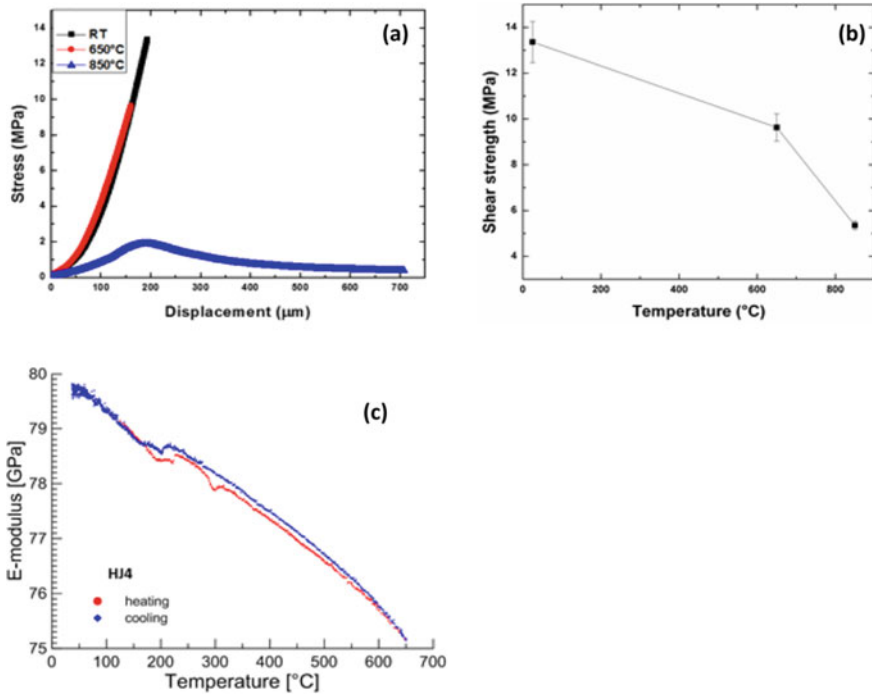 (a)
RT
650°C
850°C
14
12
10
8
6
4
2
0
Stress (MPa)
0 100 200 300 400 500 600 700
Displacement (µm)
(b)
14
12
10
8
6
4
Shear strength (MPa)
0 200 400 600 800
Temperature (°C)
(c)
80
79
78
77
76
75
E-modulus [GPa]
HJ4
heating
cooling
0 100 200 300 400 500 600 700
Temperature [°C]